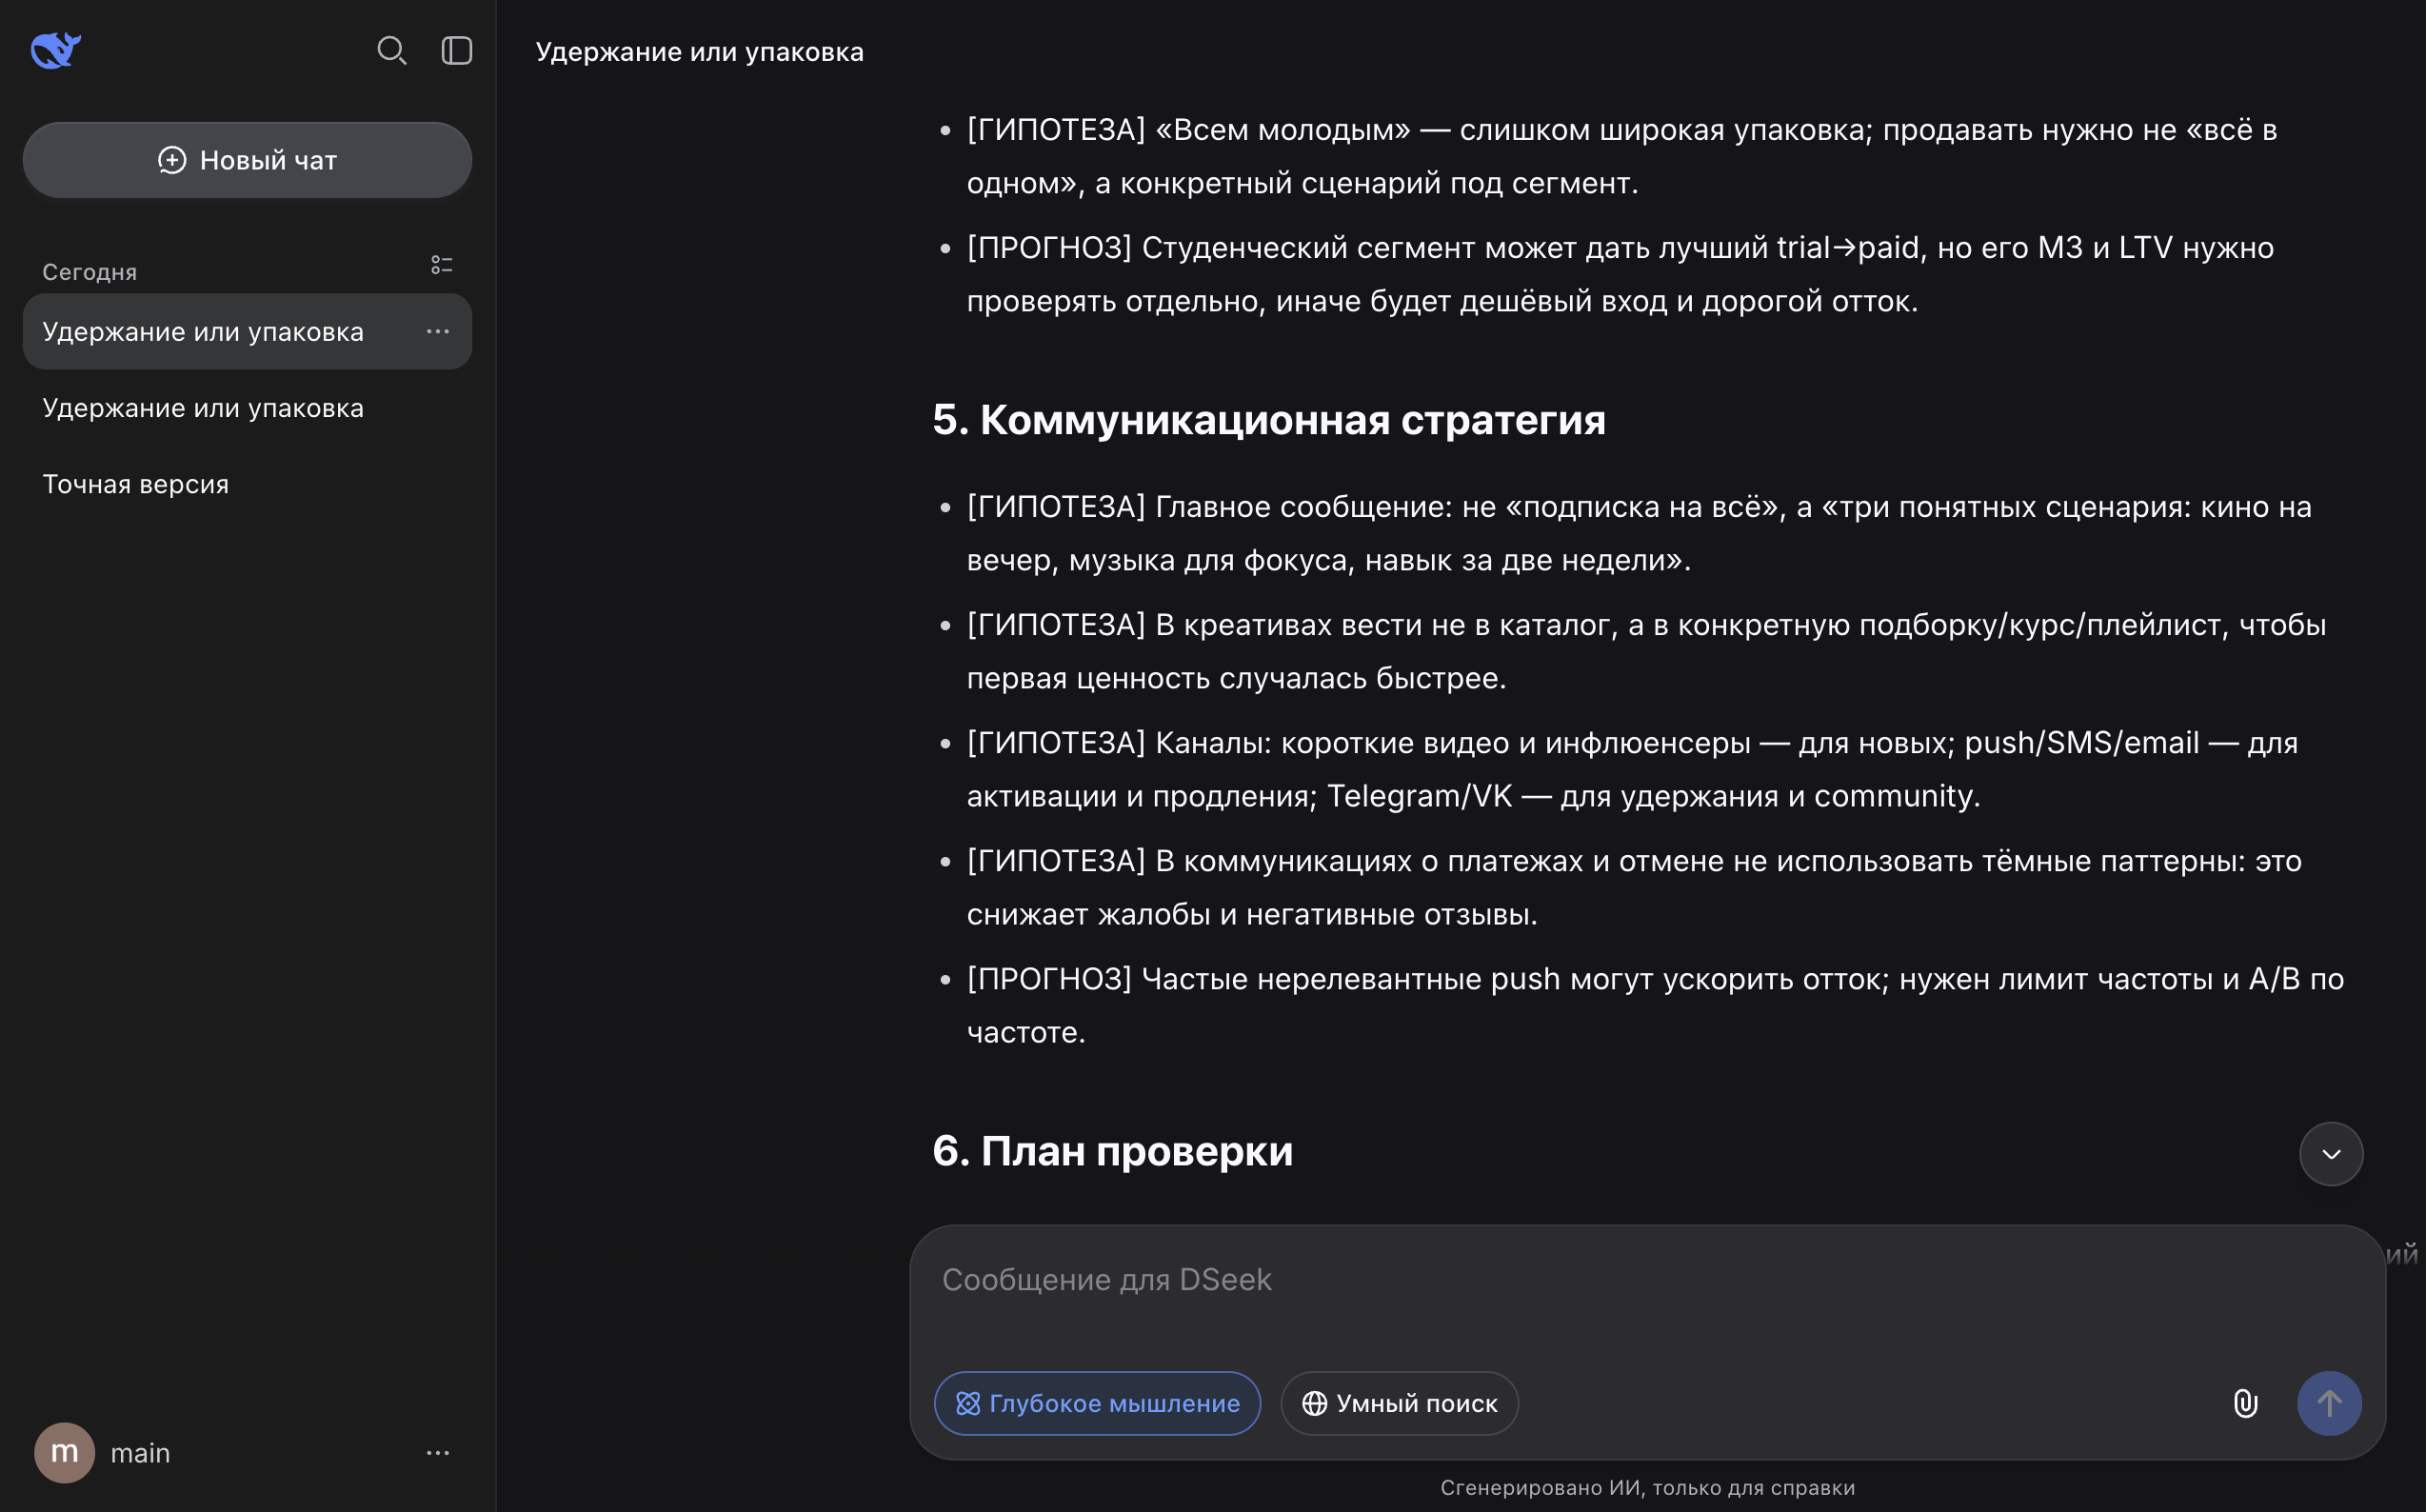 Новый чат
Сегодня
Удержание или упаковка
Удержание или упаковка
Точная версия
m main
Удержание или упаковка
• [ГИПОТЕЗА] «Всем молодым» — слишком широкая упаковка; продавать нужно не «всё в
одном», а конкретный сценарий под сегмент.
• [ПРОГНОЗ] Студенческий сегмент может дать лучший trial→paid, но его M3 и LTV нужно
проверять отдельно, иначе будет дешёвый вход и дорогой отток.
5. Коммуникационная стратегия
• [ГИПОТЕЗА] Главное сообщение: не «подписка на всё», а «три понятных сценария: кино на
вечер, музыка для фокуса, навык за две недели».
• [ГИПОТЕЗА] В креативах вести не в каталог, а в конкретную подборку/курс/плейлист, чтобы
первая ценность случалась быстрее.
• [ГИПОТЕЗА] Каналы: короткие видео и инфлюенсеры — для новых; push/SMS/email — для
активации и продления; Telegram/VK — для удержания и community.
• [ГИПОТЕЗА] В коммуникациях о платежах и отмене не использовать тёмные паттерны: это
снижает жалобы и негативные отзывы.
• [ПРОГНОЗ] Частые нерелевантные push могут ускорить отток; нужен лимит частоты и A/B по
частоте.
6. План проверки
Сообщение для DSeek
Глубокое мышление
Умный поиск
Сгенерировано ИИ, только для справки